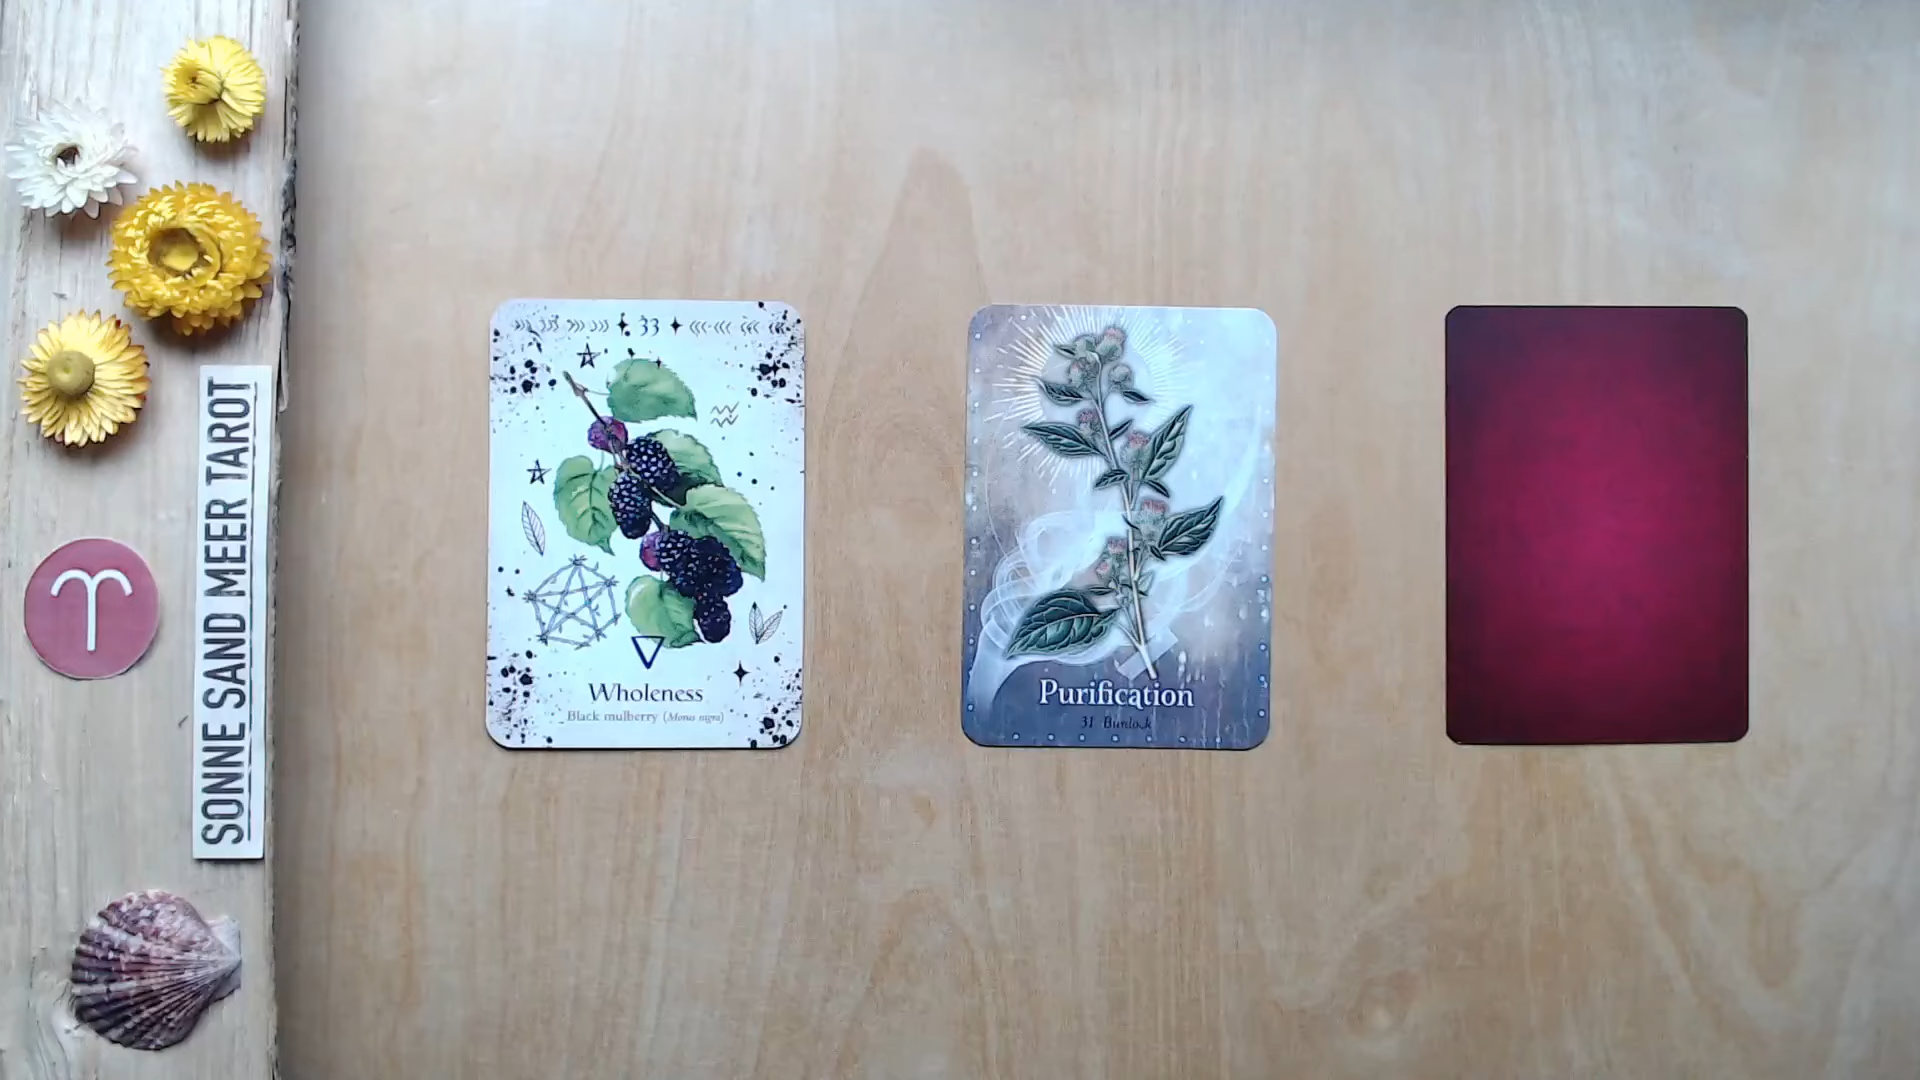 SONNE SAND MEER TAROT
33
Wholeness
Black mulberry (Morus nigra)
Purification
31 Burdock